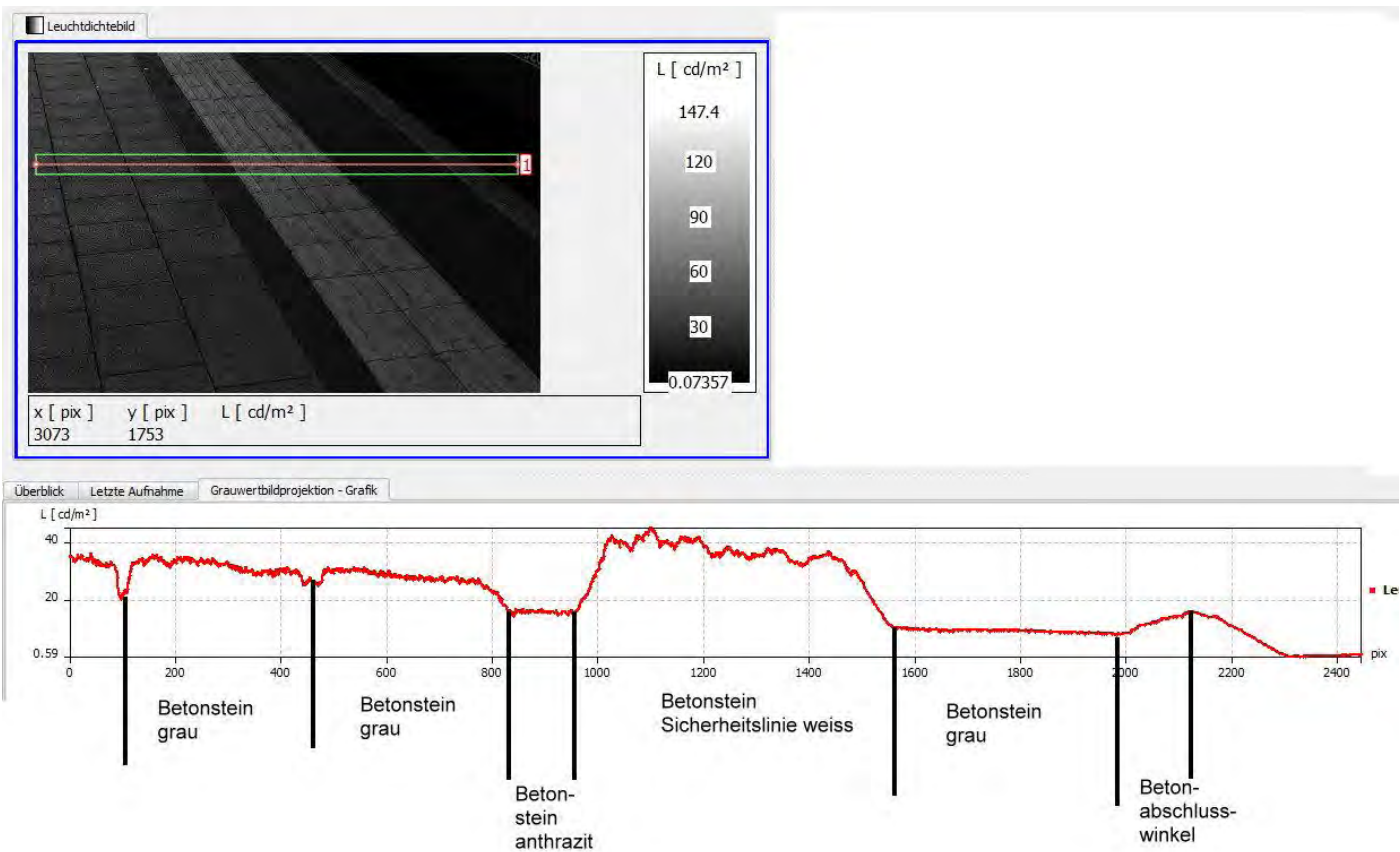 Leuchtdichtebild
L [ cd/m² ]
147.4
120
90
60
30
0.07357
1
x [ pix ] y [ pix ] L [ cd/m² ]
3073 1753
Überblick Letzte Aufnahme Grauwertbildprojektion - Grafik
L [ cd/m² ]
40
20
0.59
0 200 400 600 800 1000 1200 1400 1600 1800 2000 2200 2400
pix
Le
Betonstein
grau
Betonstein
grau
Beton-
stein
anthrazit
Betonstein
Sicherheitslinie weiss
Betonstein
grau
Beton-
abschluss-
winkel